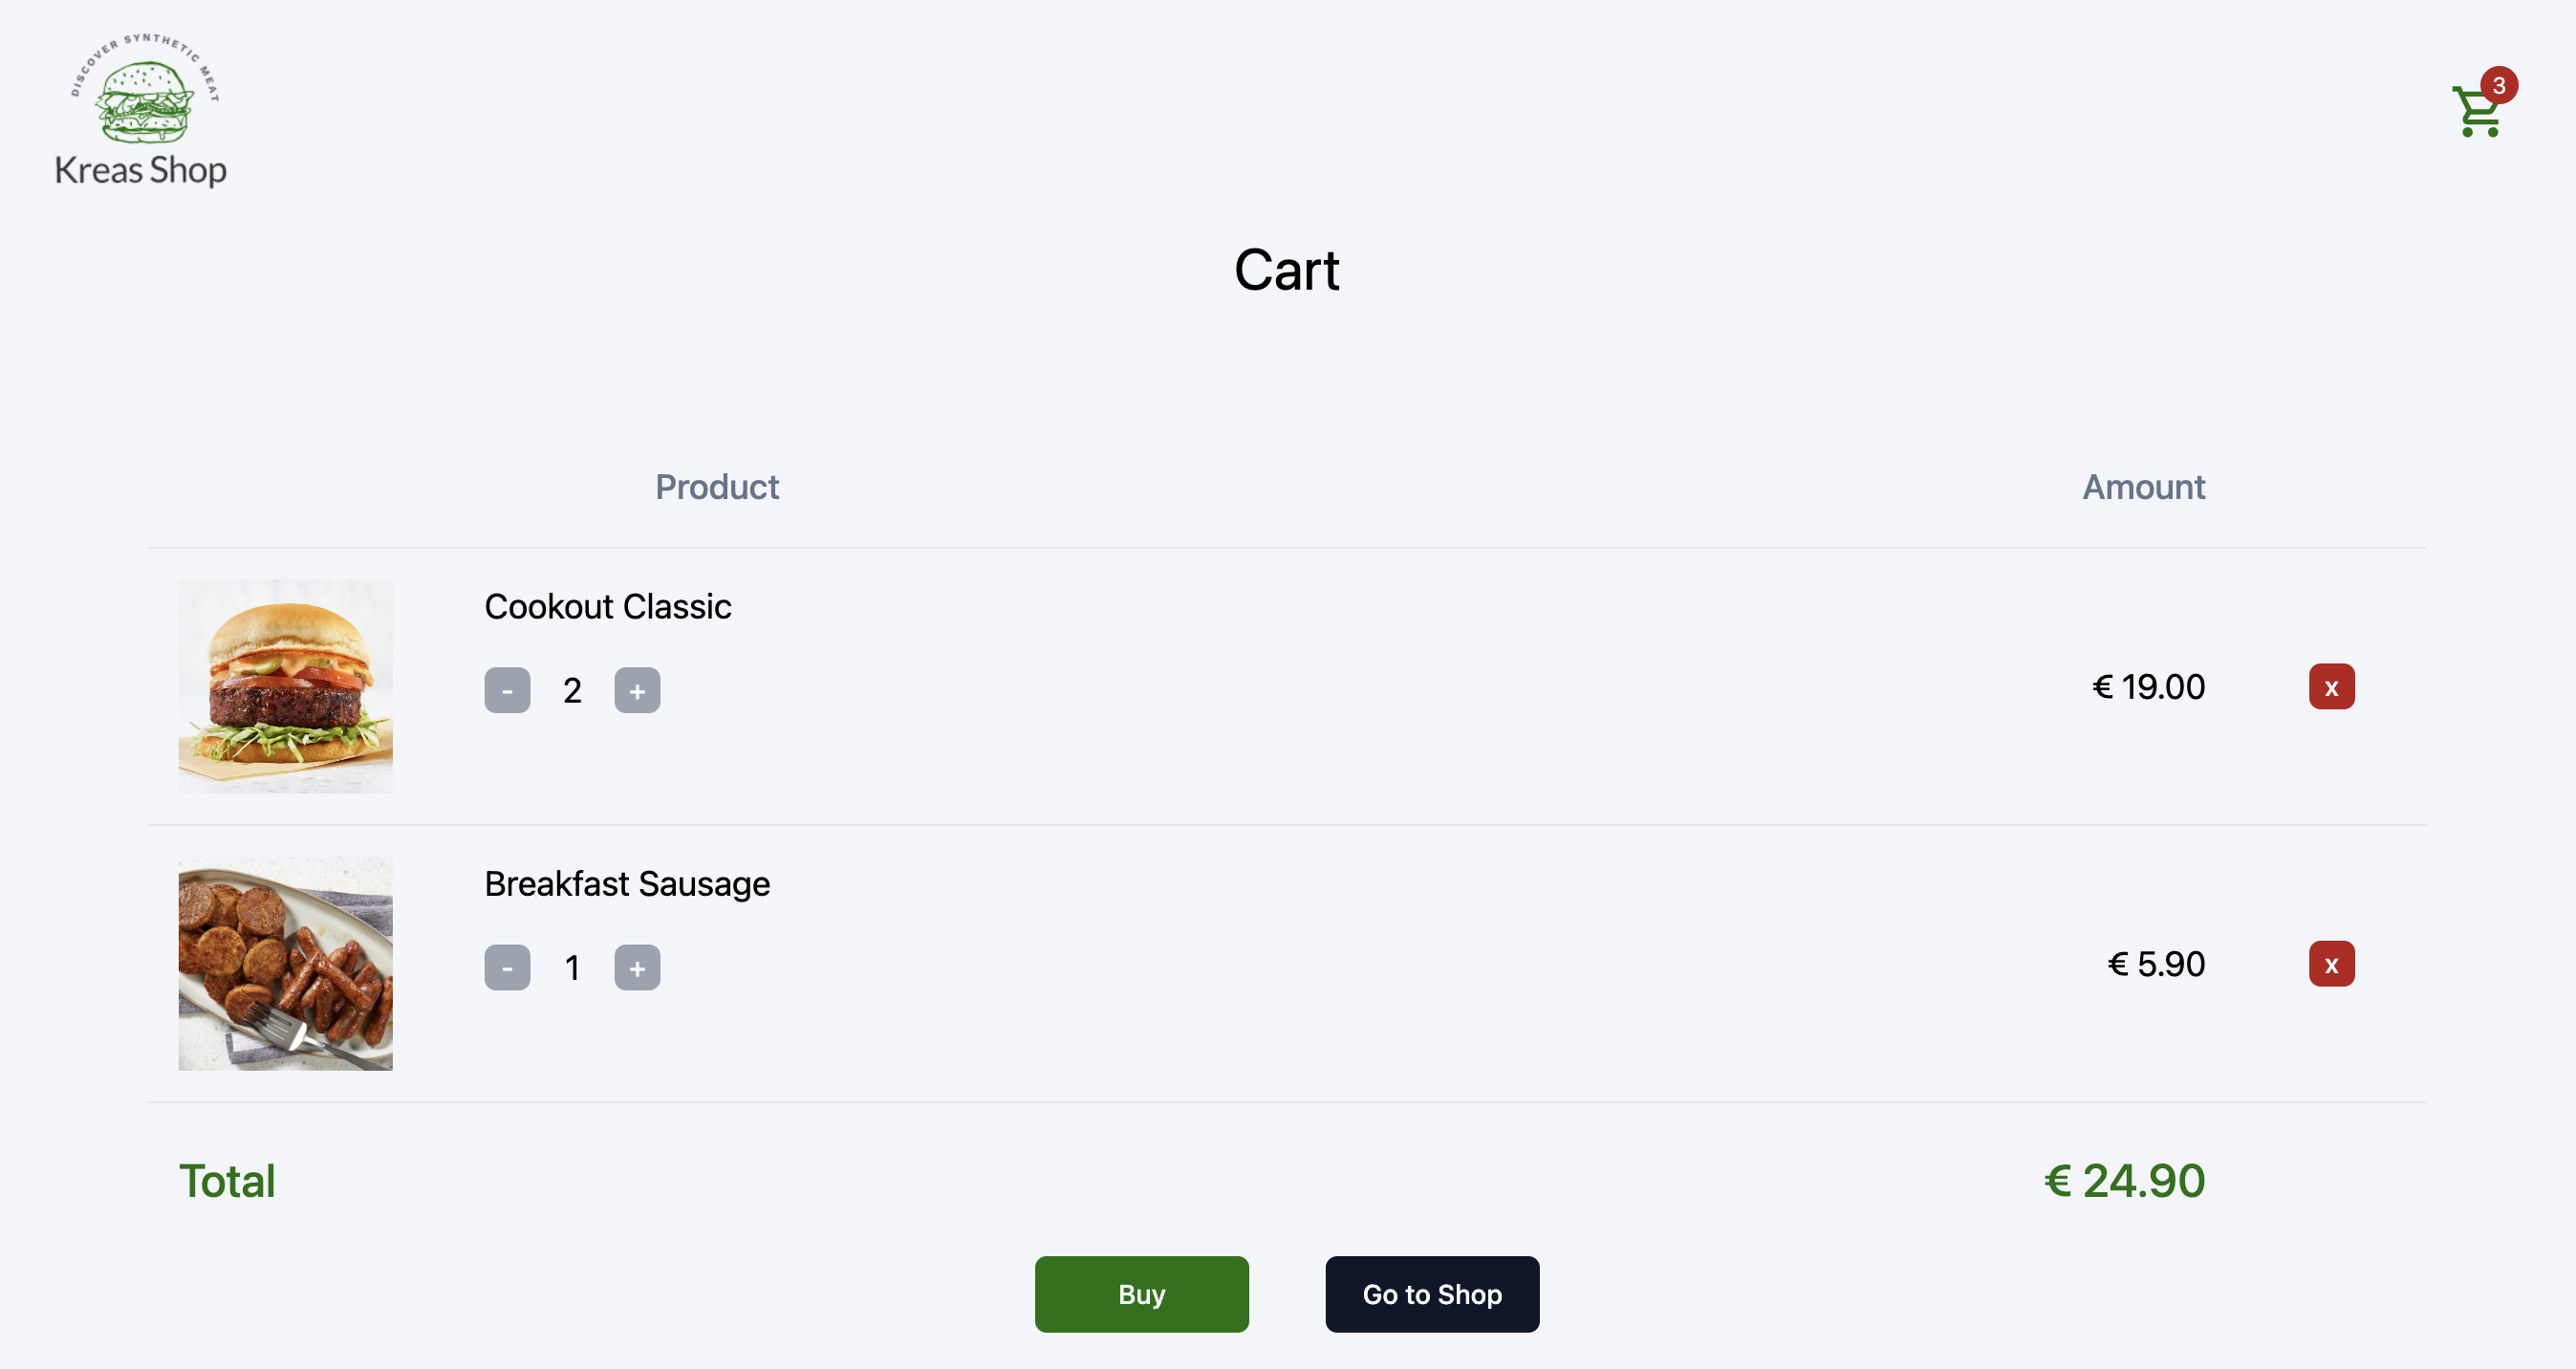 DISCOVER SYNTHETIC MEAT
Kreas Shop
3
Cart
Product Amount
Cookout Classic
- 2 +
€ 19.00 x
Breakfast Sausage
- 1 +
€ 5.90 x
Total € 24.90
Buy Go to Shop